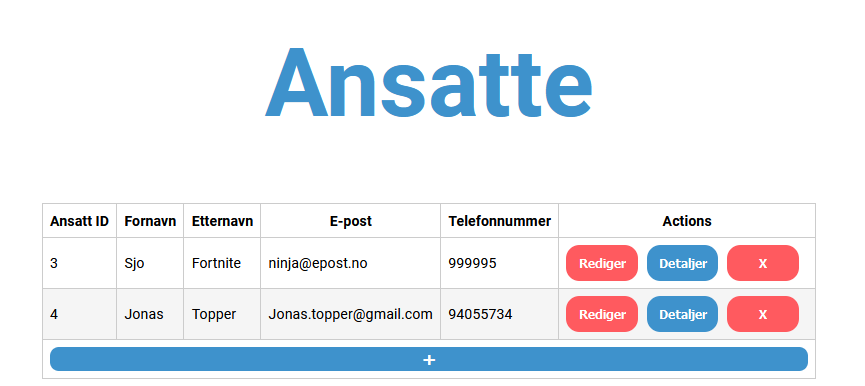 Ansatte
Ansatt ID Fornavn Etternavn E-post Telefonnummer Actions
3 Sjo Fortnite ninja@epost.no 999995 Rediger Detaljer X
4 Jonas Topper Jonas.topper@gmail.com 94055734 Rediger Detaljer X
+